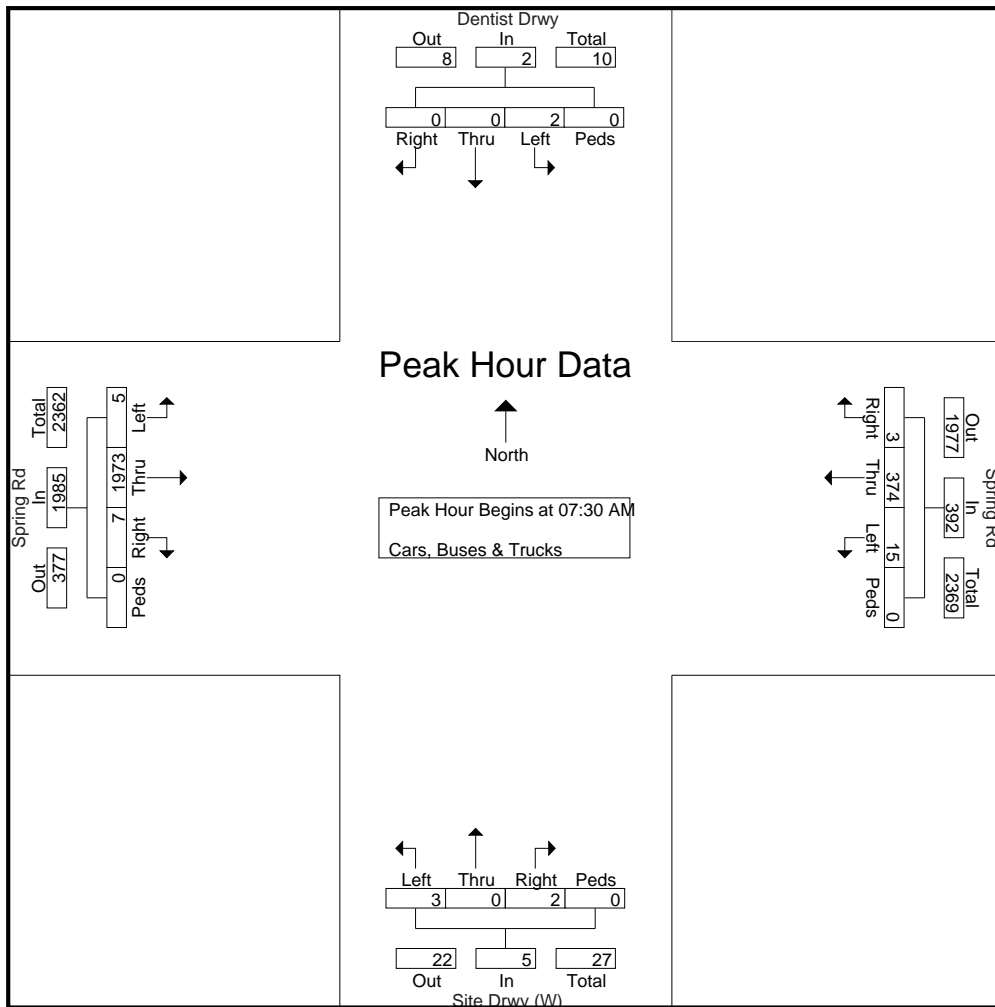 Dentist Drwy
Out In Total
8 2 10
0 0 2 0
Right Thru Left Peds
Peak Hour Data
North
Peak Hour Begins at 07:30 AM
Cars, Buses & Trucks
Spring Rd
Out In Total
377 1985 2362
5 1973 7 0
Left Thru Right Peds
Spring Rd
Out In Total
1977 392 2369
3 374 15 0
Right Thru Left Peds
Left Thru Right Peds
3 0 2 0
22 5 27
Out In Total
Site Drwy (W)